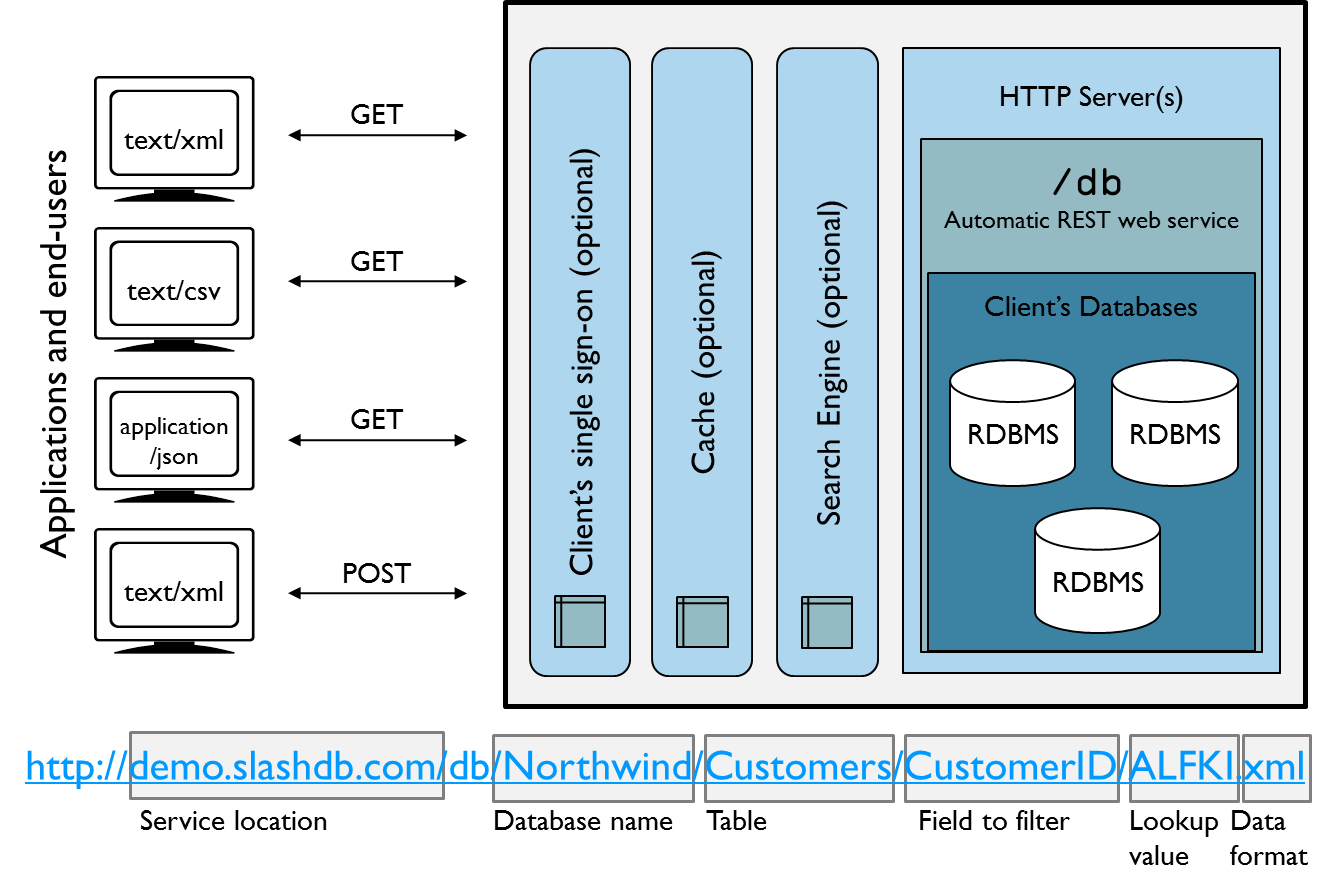 Applications and end-users
text/xml
GET
text/csv
GET
application
/json
GET
text/xml
POST
Client's single sign-on (optional)
Cache (optional)
Search Engine (optional)
HTTP Server(s)
/db
Automatic REST web service
Client's Databases
RDBMS
RDBMS
RDBMS
http://demo.slashdb.com/db/Northwind/Customers/CustomerID/ALFKI.xml
Service location
Database name
Table
Field to filter
Lookup
value
Data
format